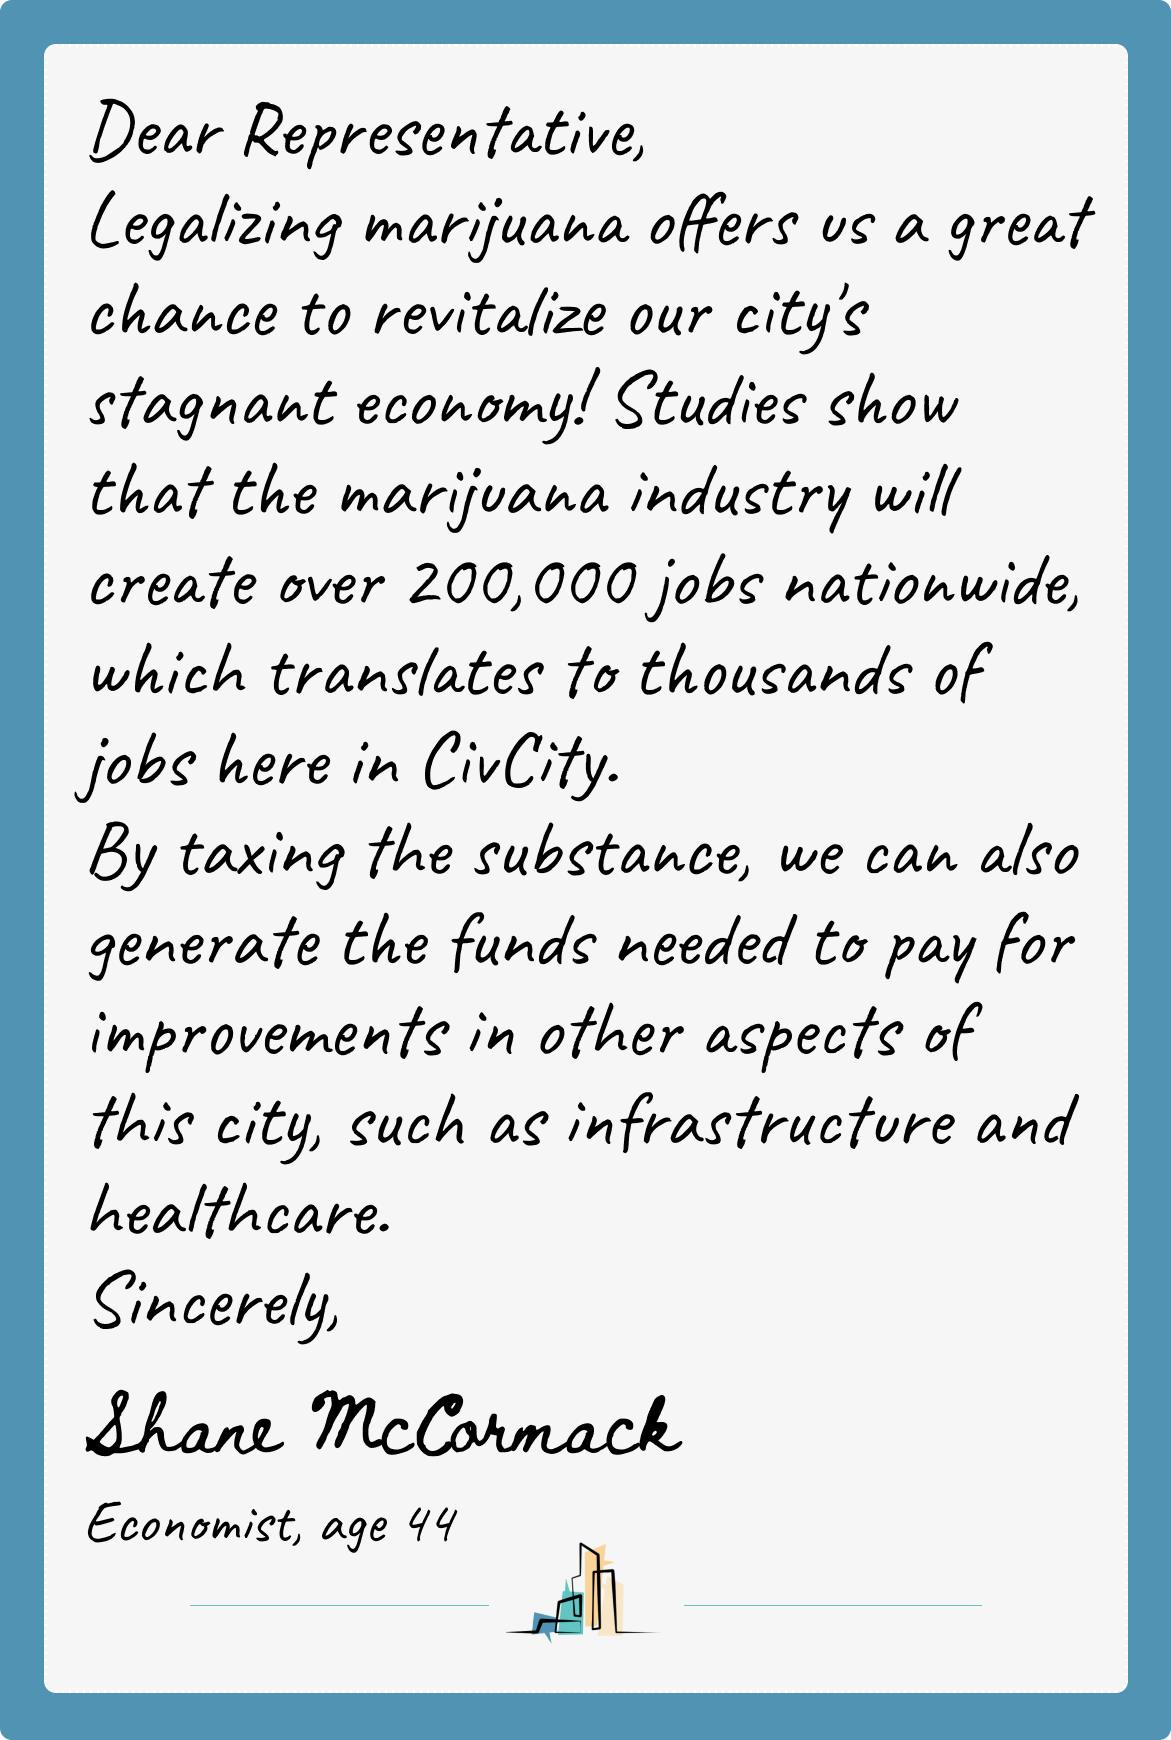 Dear Representative,
Legalizing marijuana offers us a great
chance to revitalize our city's
stagnant economy! Studies show
that the marijuana industry will
create over 200,000 jobs nationwide,
which translates to thousands of
jobs here in CivCity.
By taxing the substance, we can also
generate the funds needed to pay for
improvements in other aspects of
this city, such as infrastructure and
healthcare.
Sincerely,
Shane McCormack
Economist, age 44